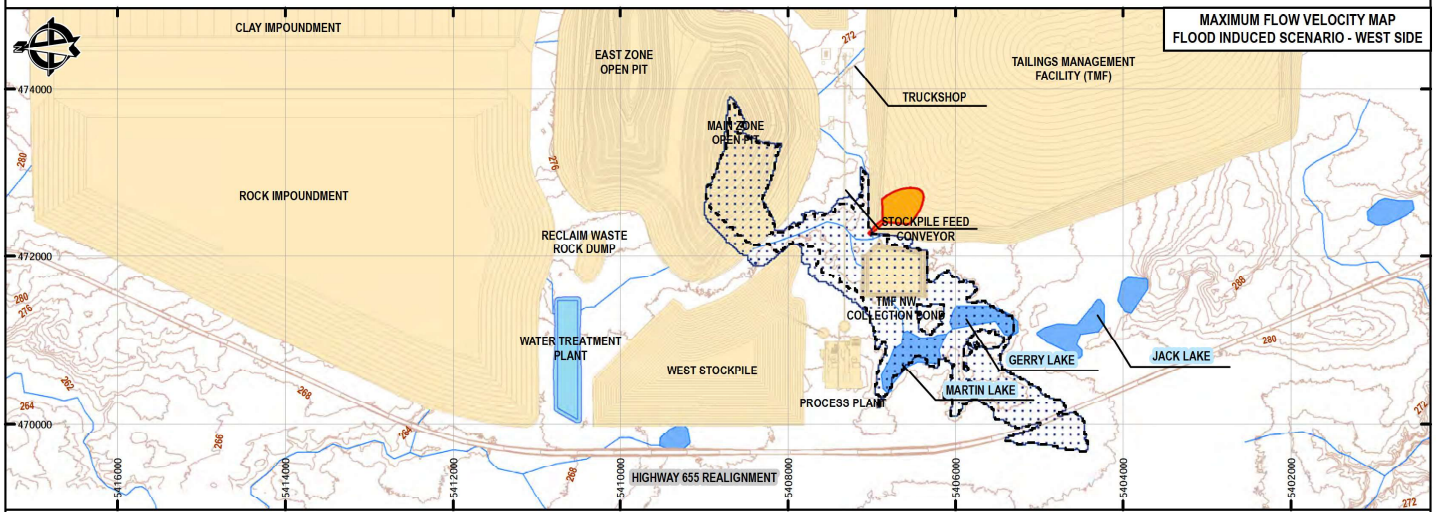 MAXIMUM FLOW VELOCITY MAP
FLOOD INDUCED SCENARIO - WEST SIDE
CLAY IMPOUNDMENT
EAST ZONE
OPEN PIT
272
TAILINGS MANAGEMENT
FACILITY (TMF)
474000
TRUCKSHOP
MAIN ZONE
OPEN PIT
280
276
ROCK IMPOUNDMENT
STOCKPILE FEED
CONVEYOR
RECLAIM WASTE
ROCK DUMP
472000
288
280
276
TMF NW
COLLECTION POND
WATER TREATMENT
PLANT
280
GERRY LAKE
JACK LAKE
WEST STOCKPILE
262
268
MARTIN LAKE
264
PROCESS PLANT
272
470000
264
266
268
HIGHWAY 655 REALIGNMENT
5416000
5414000
5412000
5410000
5408000
5406000
5404000
5402000
272